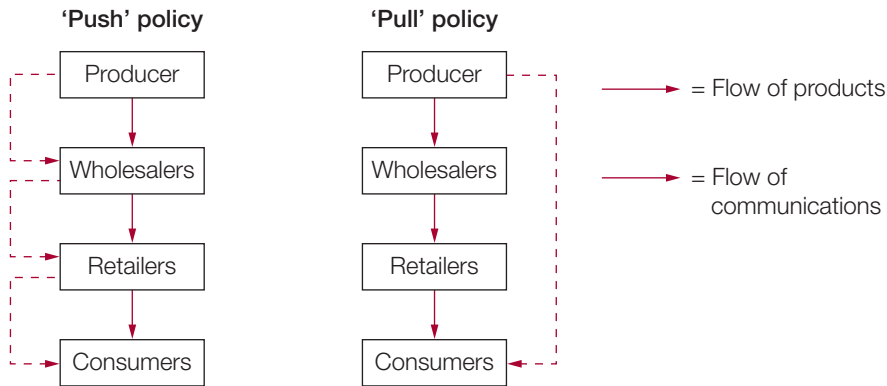 ‘Push’ policy
Producer
Wholesalers
Retailers
Consumers
‘Pull’ policy
Producer
Wholesalers
Retailers
Consumers
= Flow of products
= Flow of
communications